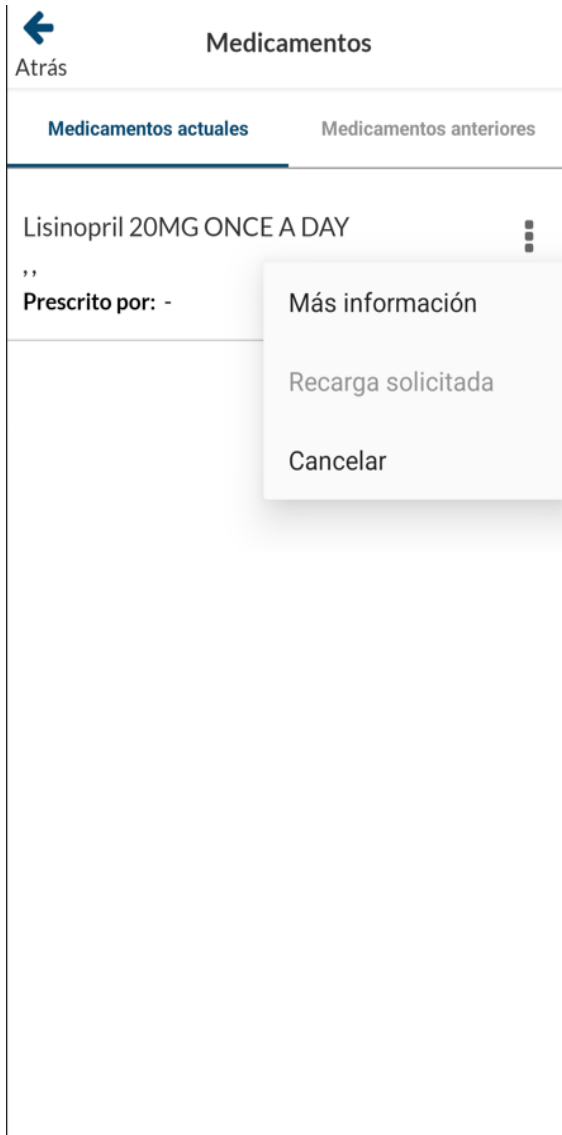 Atrás
Medicamentos
Medicamentos actuales
Medicamentos anteriores
Lisinopril 20MG ONCE A DAY
, ,
Prescrito por: -
Más información
Recarga solicitada
Cancelar